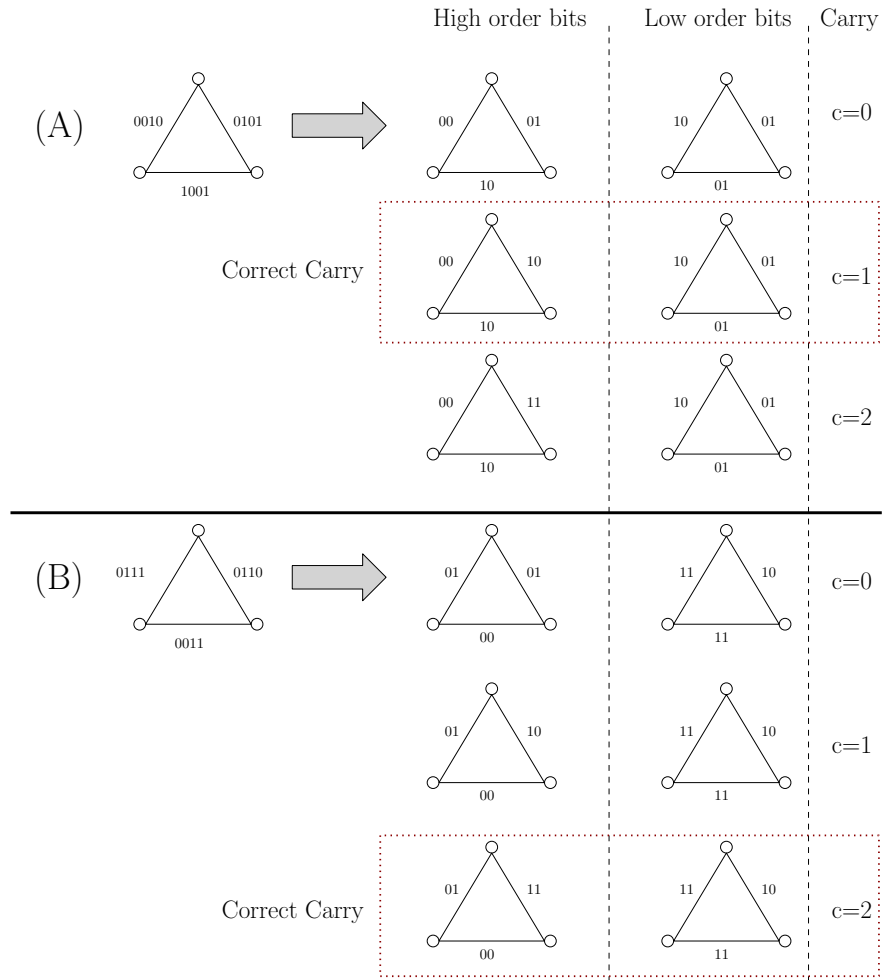 High order bits Low order bits Carry
(A)
0010 0101
1001
00 01
10
10 01
01
c=0
Correct Carry
00 10
10
10 01
01
c=1
00 11
10
10 01
01
c=2
(B)
0111 0110
0011
01 01
00
11 10
11
c=0
01 10
00
11 10
11
c=1
Correct Carry
01 11
00
11 10
11
c=2